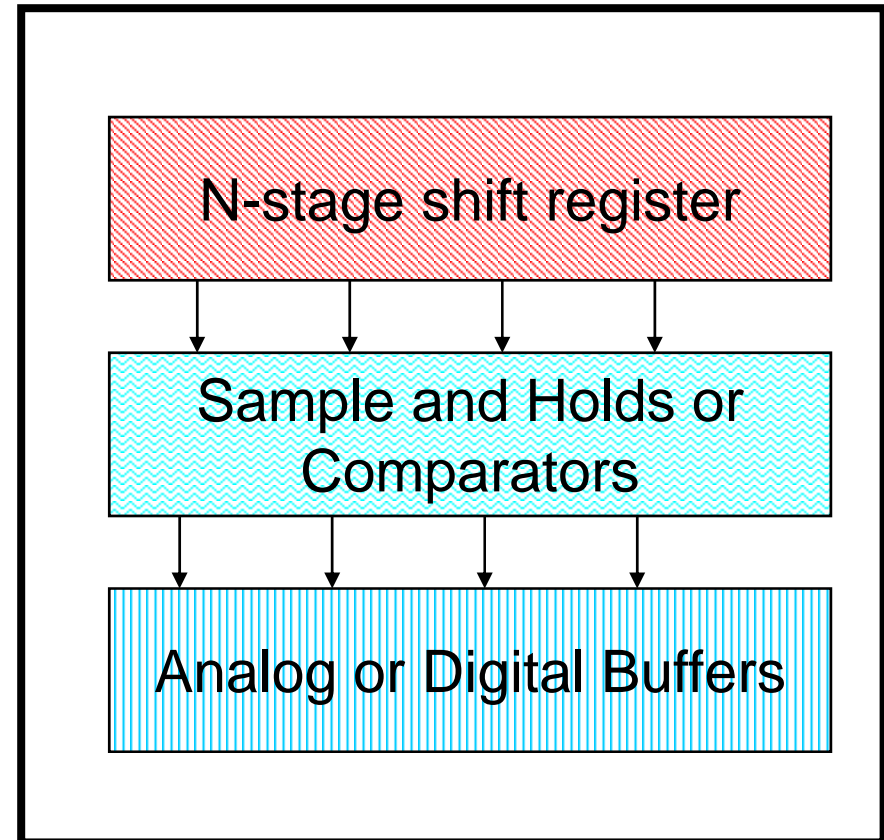 N-stage shift register
Sample and Holds or
Comparators
Analog or Digital Buffers